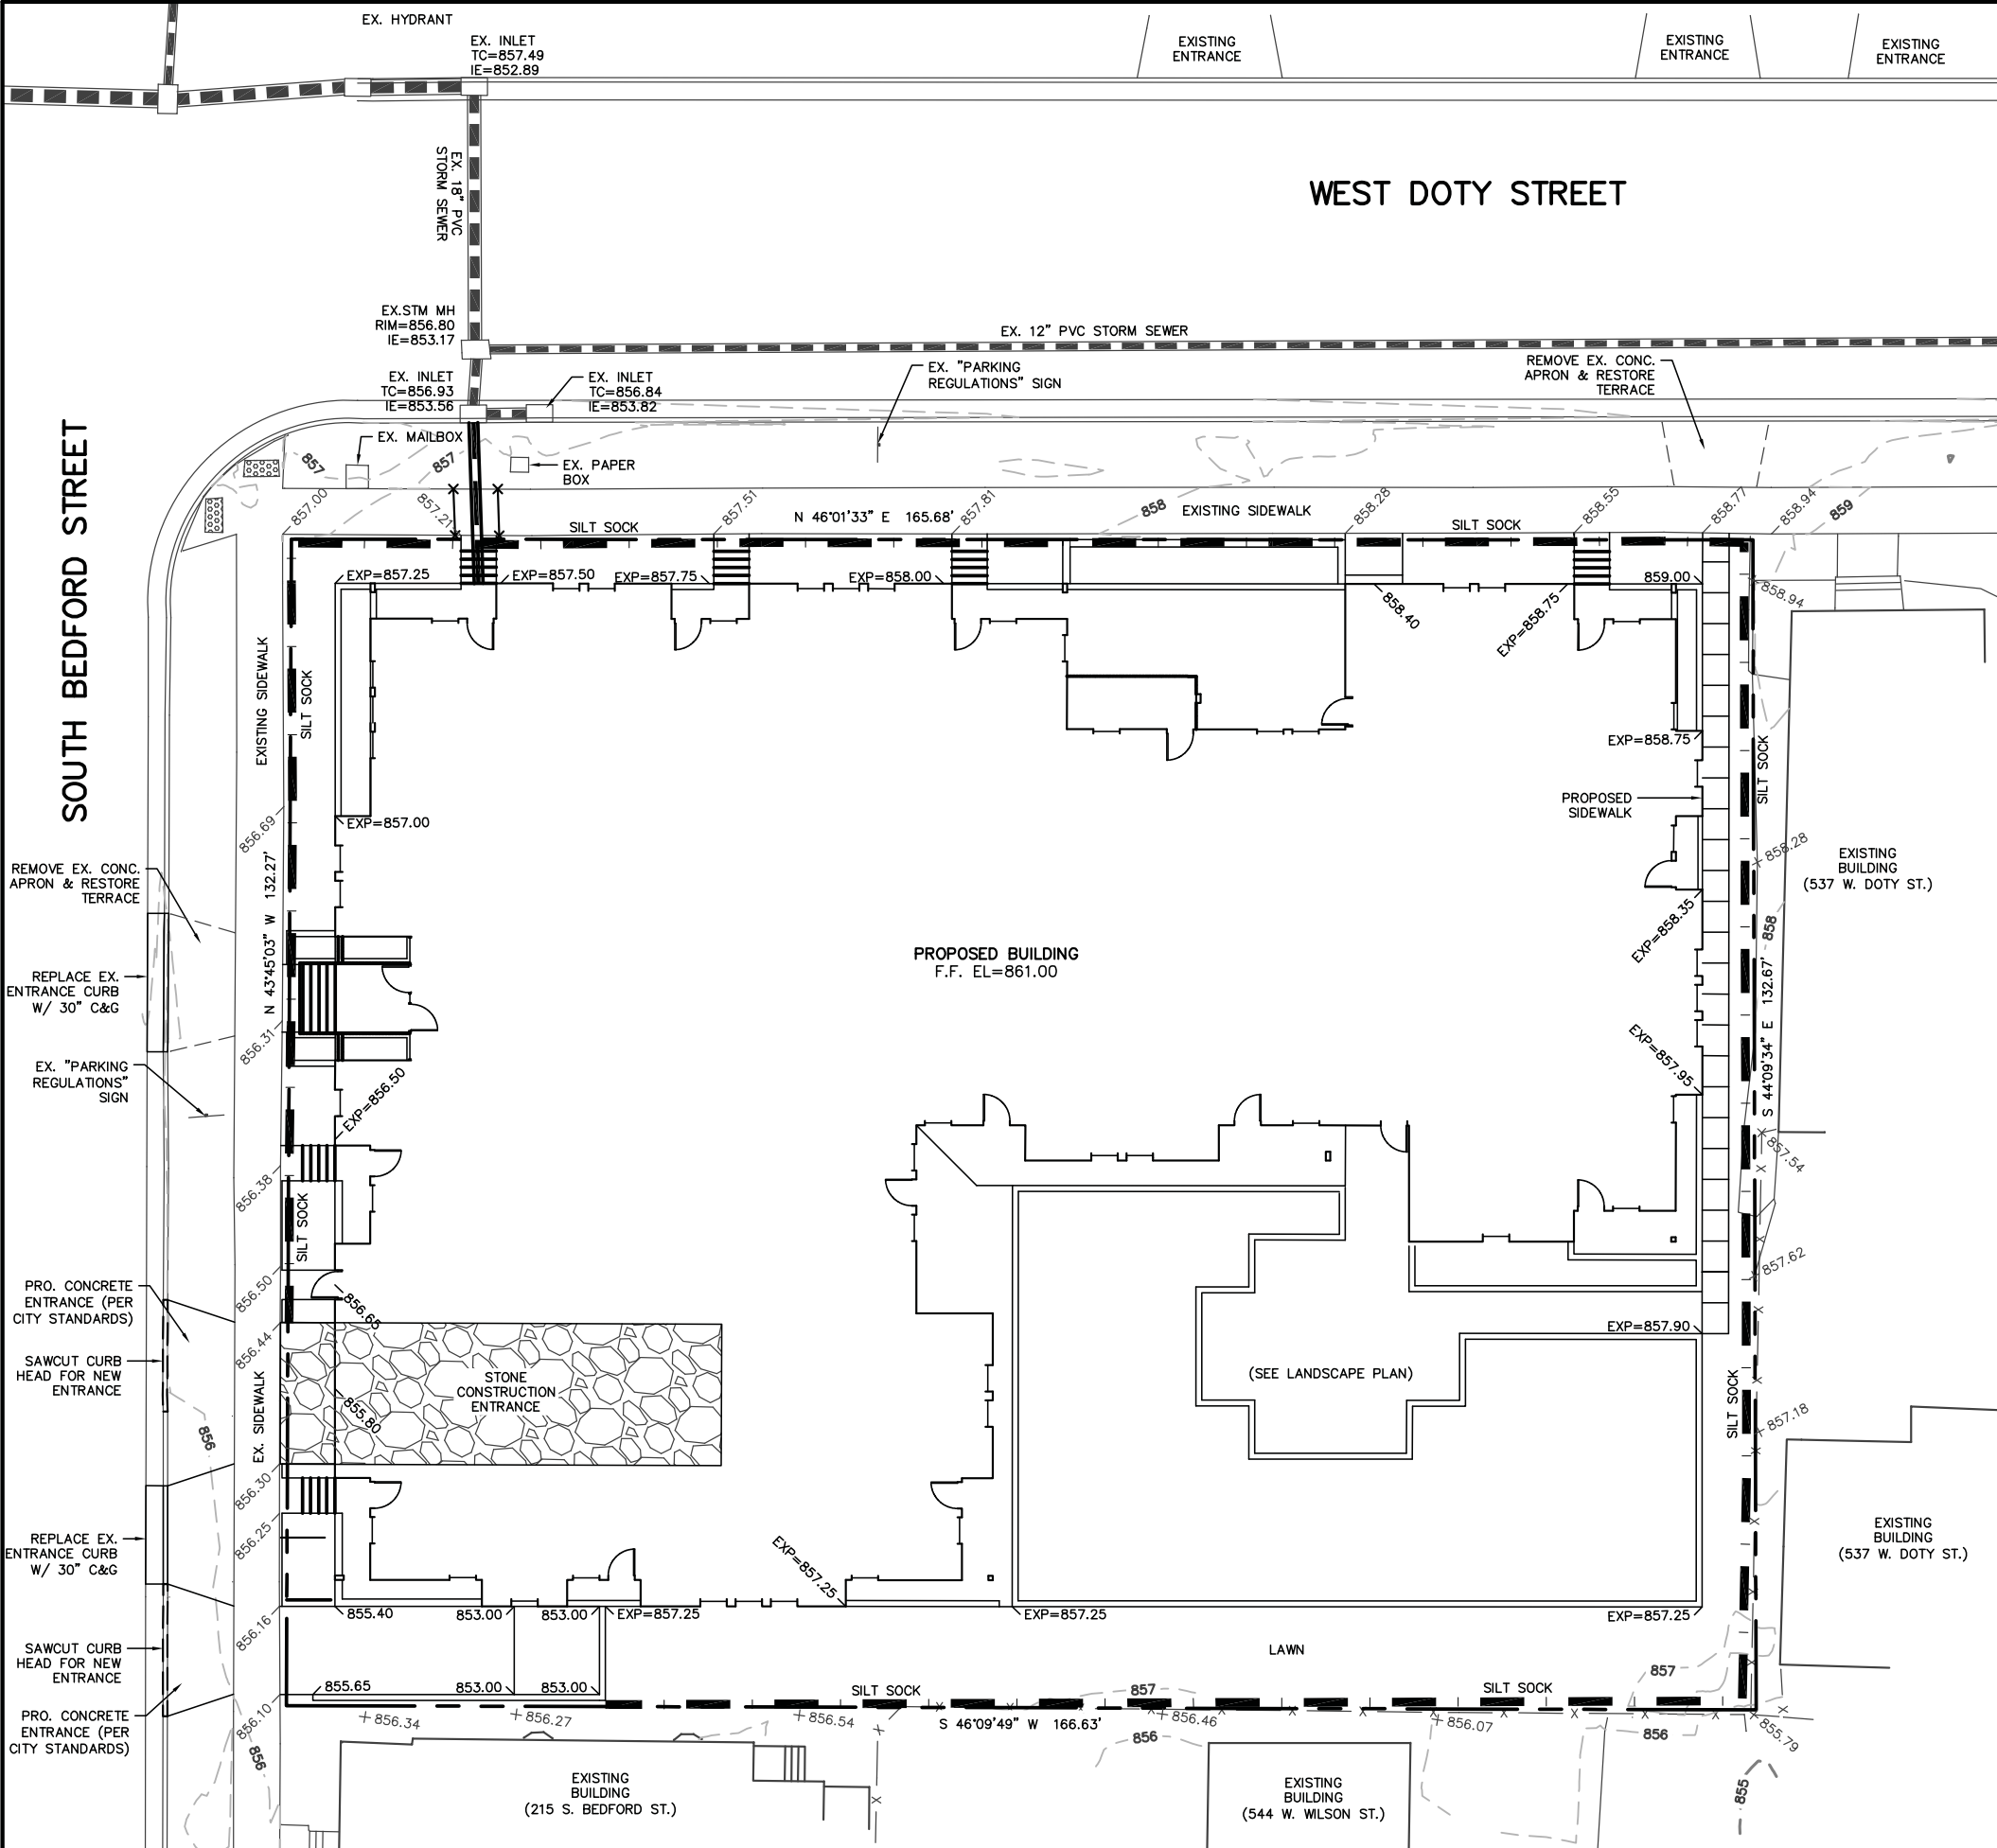 EX. HYDRANT
EX. INLET
TC=857.49
IE=852.89
EXISTING
ENTRANCE
EXISTING
ENTRANCE
EXISTING
ENTRANCE
EX. 18" PVC
STORM SEWER
WEST DOTY STREET
EX.STM MH
RIM=856.80
IE=853.17
EX. 12" PVC STORM SEWER
EX. INLET
TC=856.93
IE=853.56
EX. INLET
TC=856.84
IE=853.82
EX. "PARKING
REGULATIONS" SIGN
REMOVE EX. CONC.
APRON & RESTORE
TERRACE
SOUTH BEDFORD STREET
EX. MAILBOX
857
857
EX. PAPER
BOX
857.00
857.21
857.51
N 46°01'33" E 165.68'
857.81
858
EXISTING SIDEWALK
858.28
858.55
858.77
858.94
859
SILT SOCK
SILT SOCK
EXP=857.25
EXP=857.50
EXP=857.75
EXP=858.00
858.40
EXP=858.75
859.00
858.94
EXISTING SIDEWALK
SILT SOCK
EXP=858.75
SILT SOCK
PROPOSED
SIDEWALK
856.69
EXP=857.00
858.28
EXISTING
BUILDING
(537 W. DOTY ST.)
REMOVE EX. CONC.
APRON & RESTORE
TERRACE
N 43°45'03" W 132.27'
EXP=858.35
858
PROPOSED BUILDING
F.F. EL=861.00
REPLACE EX.
ENTRANCE CURB
W/ 30" C&G
856.31
EXP=857.95
S 44°09'34" E 132.67'
EX. "PARKING
REGULATIONS"
SIGN
EXP=856.50
857.54
856.38
SILT SOCK
857.62
856.50
PRO. CONCRETE
ENTRANCE (PER
CITY STANDARDS)
856.65
EXP=857.90
856.44
SAWCUT CURB
HEAD FOR NEW
ENTRANCE
EX. SIDEWALK
STONE
CONSTRUCTION
ENTRANCE
855.80
(SEE LANDSCAPE PLAN)
SILT SOCK
857.18
856
856.30
856.25
REPLACE EX.
ENTRANCE CURB
W/ 30" C&G
EXISTING
BUILDING
(537 W. DOTY ST.)
EXP=857.25
856.16
855.40
853.00
853.00
EXP=857.25
EXP=857.25
EXP=857.25
SAWCUT CURB
HEAD FOR NEW
ENTRANCE
LAWN
857
855.65
853.00
853.00
SILT SOCK
857
SILT SOCK
856.10
PRO. CONCRETE
ENTRANCE (PER
CITY STANDARDS)
856.34
856.27
856.54
S 46°09'49" W 166.63'
856.46
856.07
856
856
855.79
856
EXISTING
BUILDING
(215 S. BEDFORD ST.)
EXISTING
BUILDING
(544 W. WILSON ST.)
855